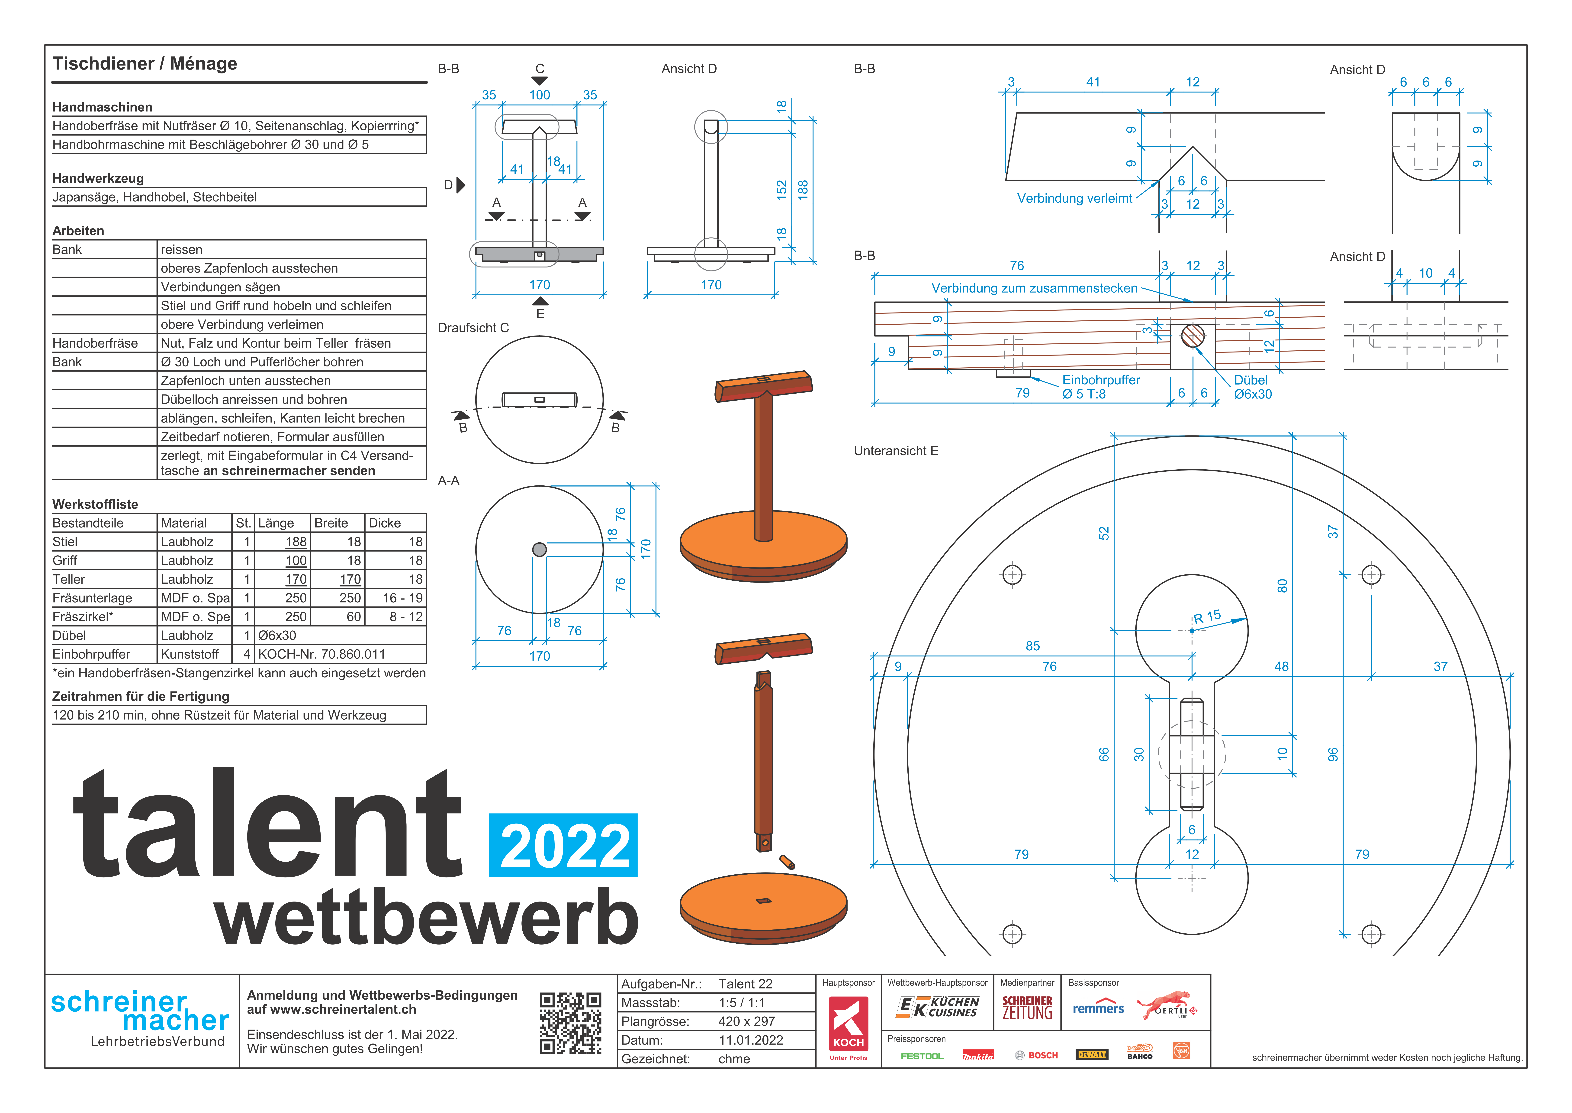 Tischdiener / Ménage
Handmaschinen
Handoberfräse mit Nutfräser Ø 10, Seitenanschlag, Kopierrring*
Handbohrmaschine mit Beschlägebohrer Ø 30 und Ø 5
Handwerkzeug
Japansäge, Handhobel, Stechbeitel
Arbeiten
Bank reissen
oberes Zapfenloch ausstechen
Verbindungen sägen
Stiel und Griff rund hobeln und schleifen
obere Verbindung verleimen
Handoberfräse Nut, Falz und Kontur beim Teller fräsen
Bank Ø 30 Loch und Pufferlöcher bohren
Zapfenloch unten ausstechen
Dübelloch anreissen und bohren
ablängen, schleifen, Kanten leicht brechen
Zeitbedarf notieren, Formular ausfüllen
zerlegt, mit Eingabeformular in C4 Versand-
tasche an schreinermacher senden
Werkstoffliste
Bestandteile Material St. Länge Breite Dicke
Stiel Laubholz 1 188 18 18
Griff Laubholz 1 100 18 18
Teller Laubholz 1 170 170 18
Fräsunterlage MDF o. Spa 1 250 250 16 - 19
Fräszirkel* MDF o. Spe 1 250 60 8 - 12
Dübel Laubholz 1 Ø6x30
Einbohrpuffer Kunststoff 4 KOCH-Nr. 70.860.011
*ein Handoberfräsen-Stangenzirkel kann auch eingesetzt werden
Zeitrahmen für die Fertigung
120 bis 210 min, ohne Rüstzeit für Material und Werkzeug
talent
2022
wettbewerb
B-B
C
35 100 35
18
41 41
D
A A
170
E
Ansicht D
18
152
188
18
170
Draufsicht C
B B
A-A
76
18
170
76
18
76 76
170
B-B
3 41 12
9
9
6 6
Verbindung verleimt
3 12 3
Ansicht D
6 6 6
9
9
B-B
76 3 12 3
Verbindung zum zusammenstecken
9
6
3
9
9
12
Einbohrpuffer
Ø 5 T:8
79
6 6
Dübel
Ø6x30
Ansicht D
4 10 4
Unteransicht E
52
37
80
R 15
85
9 76 48 37
66
30
10
96
6
79 12 79
schreiner
macher
LehrbetriebsVerbund
Anmeldung und Wettbewerbs-Bedingungen
auf www.schreinertalent.ch
Einsendeschluss ist der 1. Mai 2022.
Wir wünschen gutes Gelingen!
Aufgaben-Nr.: Talent 22
Massstab: 1:5 / 1:1
Plangrösse: 420 x 297
Datum: 11.01.2022
Gezeichnet: chme
Hauptsponsor
KOCH
Unter Profis
Wettbewerb-Hauptsponsor
EK KÜCHEN
CUISINES
Medienpartner
SCHREINER
ZEITUNG
Basissponsor
remmers
OERTLI
Preissponsoren
FESTOOL
makita
BOSCH
DEWALT
BAHCO
schreinermacher übernimmt weder Kosten noch jegliche Haftung.